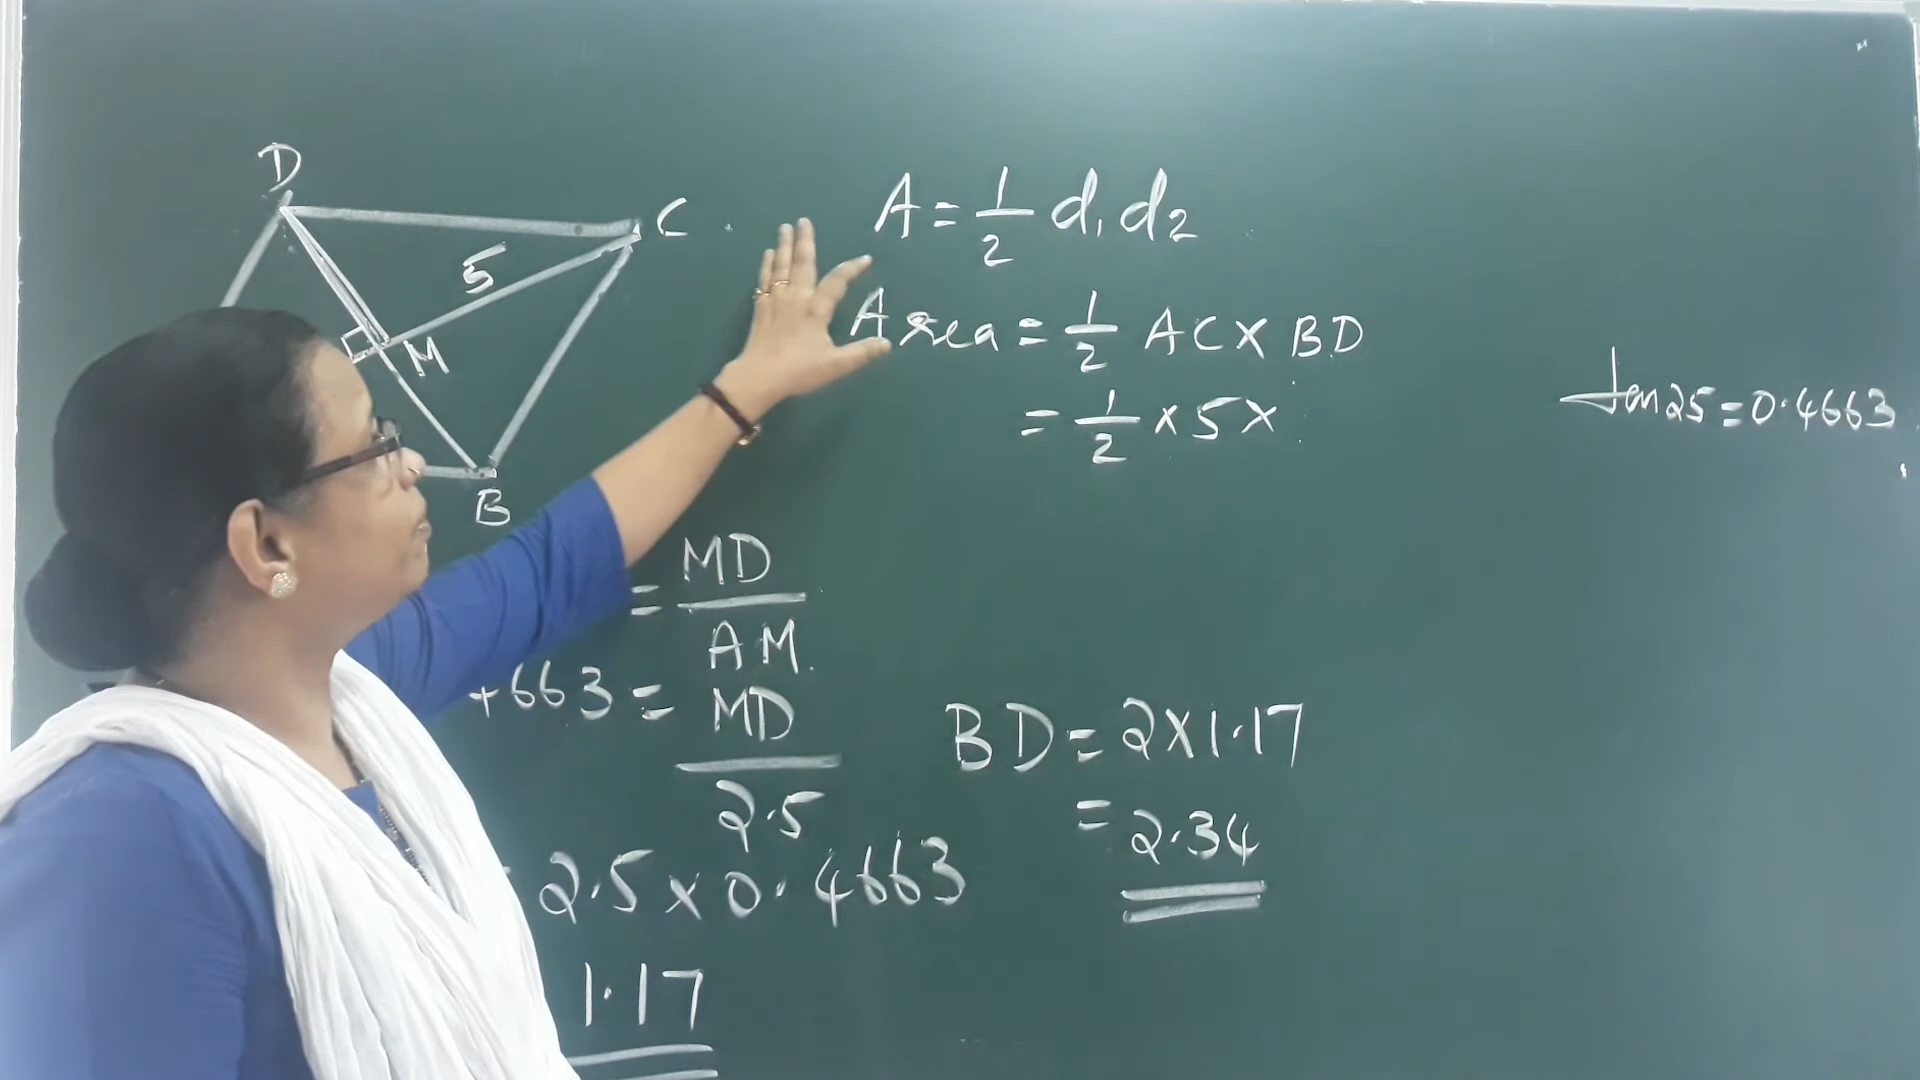 D
C
5
M
B
A = 1/2 d₁ d₂
Area = 1/2 AC × BD
= 1/2 × 5 ×
tan 25 = 0.4663
= MD/AM.
4663 = MD/2.5
= 2.5 × 0.4663
1.17
BD = 2 × 1.17
= 2.34